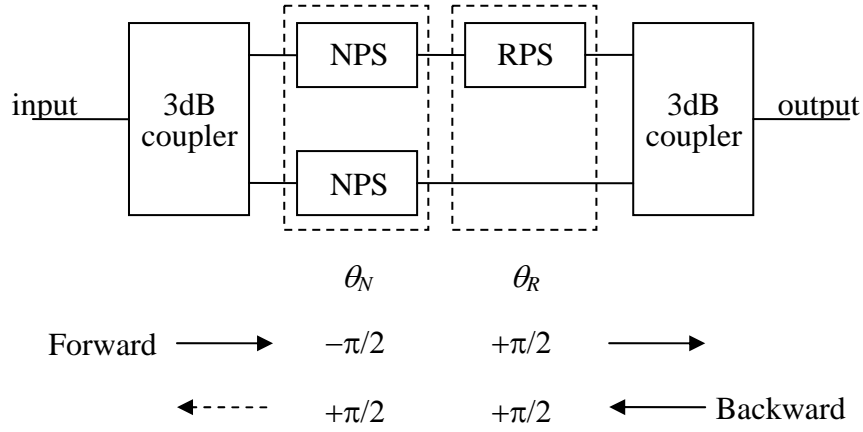 NPS RPS
input 3dB coupler 3dB coupler output
NPS
θN θR
Forward −π/2 +π/2
+π/2 +π/2 Backward